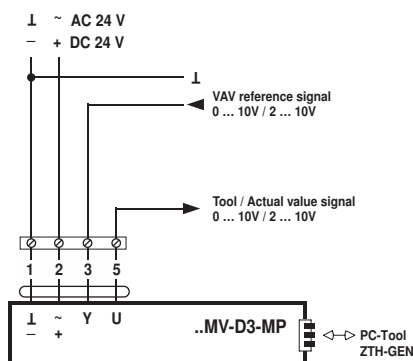 ⊥ ~ AC 24 V
– + DC 24 V
⊥
VAV reference signal
0 ... 10V / 2 ... 10V
Tool / Actual value signal
0 ... 10V / 2 ... 10V
1 2 3 5
⊥ ~ Y U
+
..MV-D3-MP
PC-Tool
ZTH-GEN